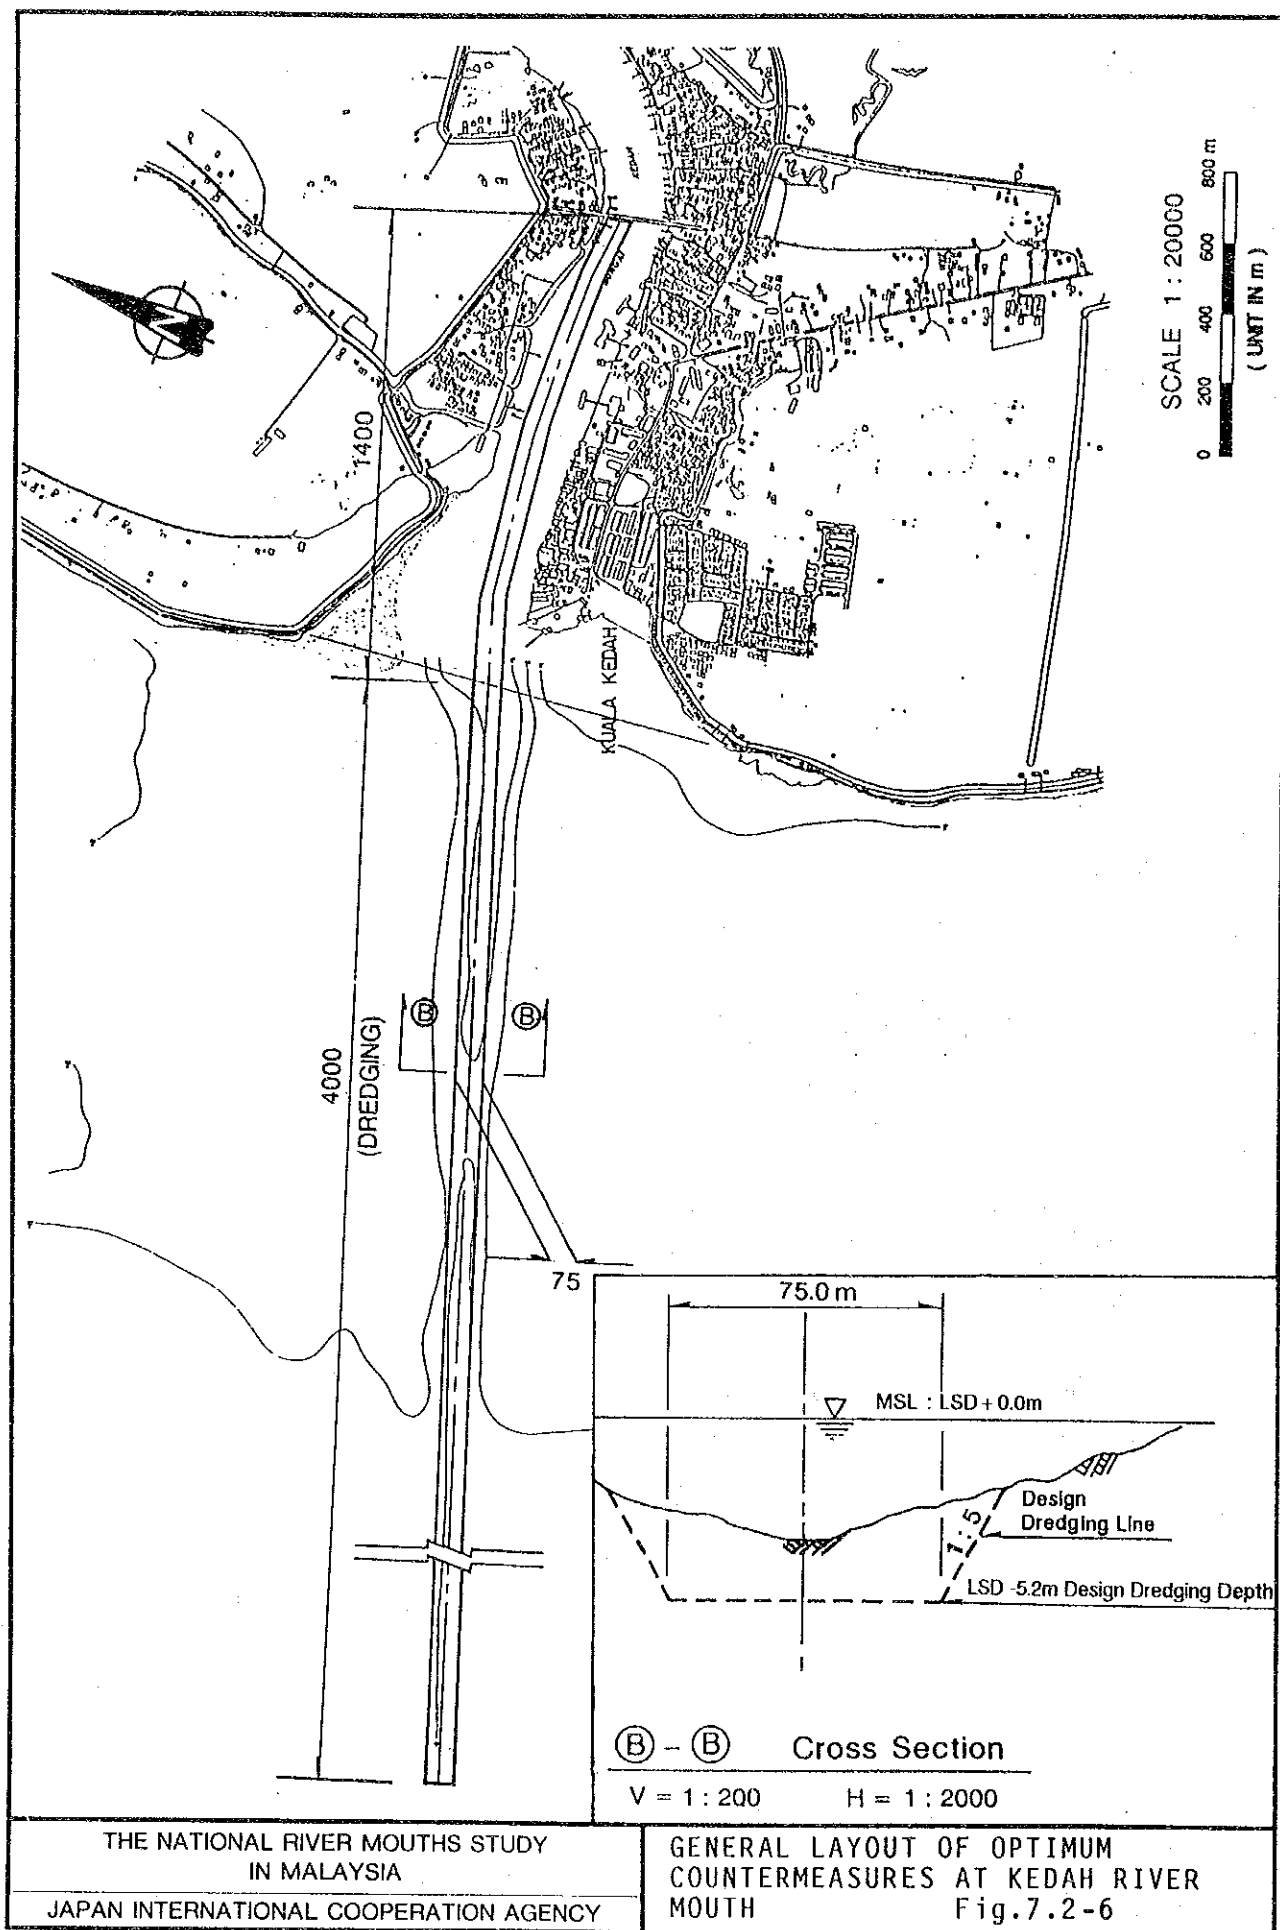 KEDAH
SCALE 1 : 20000
0 200 400 600 800 m
( UNIT IN m )
N
1400
KUALA KEDAH
B
B
4000
(DREDGING)
75
75.0 m
MSL : LSD + 0.0m
Design
Dredging Line
1 : 5
LSD -5.2m Design Dredging Depth
B - B Cross Section
V = 1 : 200 H = 1 : 2000
THE NATIONAL RIVER MOUTHS STUDY
IN MALAYSIA
JAPAN INTERNATIONAL COOPERATION AGENCY
GENERAL LAYOUT OF OPTIMUM
COUNTERMEASURES AT KEDAH RIVER
MOUTH Fig.7.2-6